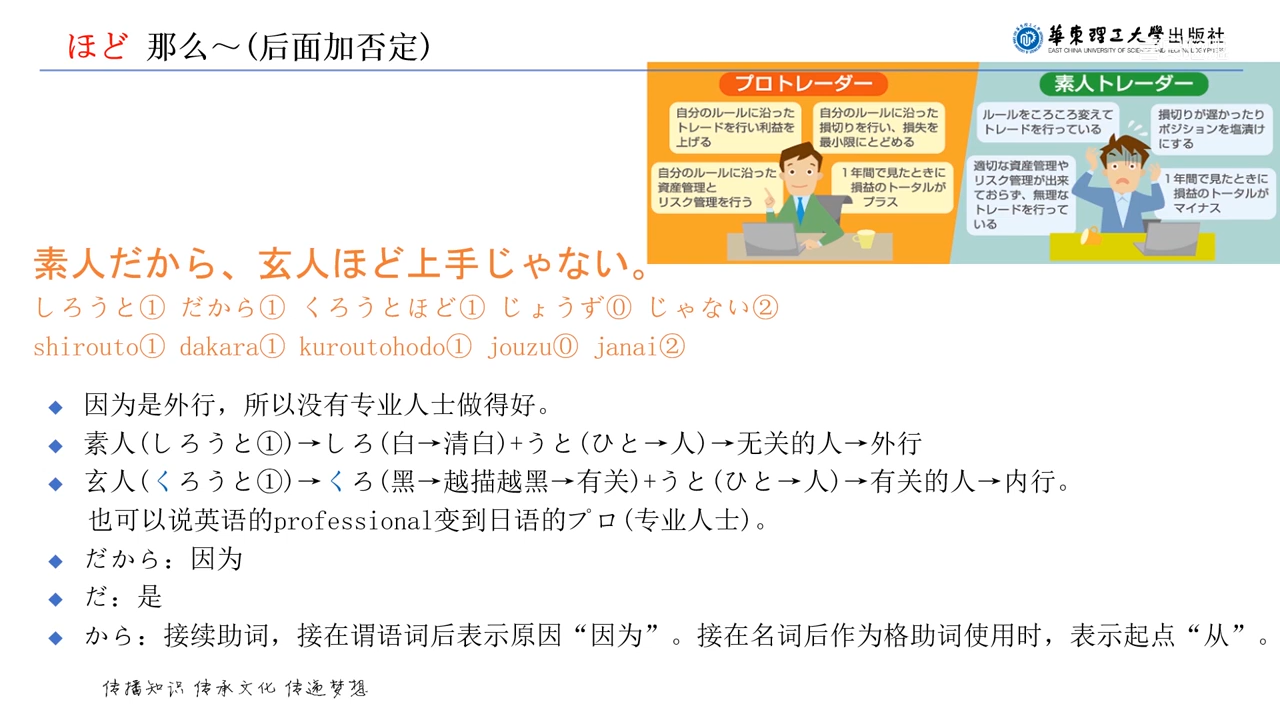 ほど 那么～(后面加否定)
華東理工大學出版社
EAST CHINA UNIVERSITY OF SCIENCE AND
プロトレーダー
自分のルールに沿った
トレードを行い利益を
上げる
自分のルールに沿った
損切りを行い、損失を
最小限にとどめる
自分のルールに沿った
資産管理と
リスク管理を行う
1年間で見たときに
損益のトータルが
プラス
素人トレーダー
ルールをころころ変えて
トレードを行っている
損切りが遅かったり
ポジションを塩漬け
にする
適切な資産管理や
リスク管理が出来
ておらず、無理な
トレードを行って
いる
1年間で見たときに
損益のトータルが
マイナス
素人だから、玄人ほど上手じゃない。
しろうと① だから① くろうとほど① じょうず⓪ じゃない②
shirouto① dakara① kuroutohodo① jouzu⓪ janai②
◆ 因为是外行，所以没有专业人士做得好。
◆ 素人(しろうと①)→しろ(白→清白)+うと(ひと→人)→无关的人→外行
◆ 玄人(くろうと①)→くろ(黑→越描越黑→有关)+うと(ひと→人)→有关的人→内行。
也可以说英语的professional变到日语的プロ(专业人士)。
◆ だから：因为
◆ だ：是
◆ から：接续助词，接在谓语词后表示原因“因为”。接在名词后作为格助词使用时，表示起点“从”。
传播知识 传承文化 传递梦想